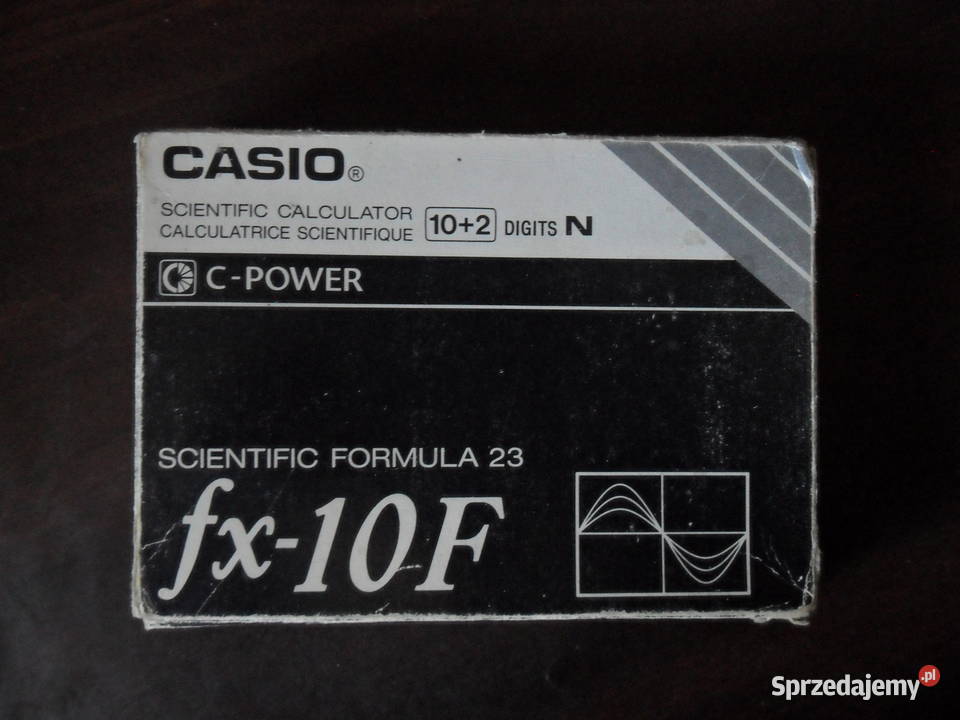 CASIO®
SCIENTIFIC CALCULATOR
CALCULATRICE SCIENTIFIQUE
10+2 DIGITS N
C-POWER
SCIENTIFIC FORMULA 23
fx-10F
Sprzedajemy.pl